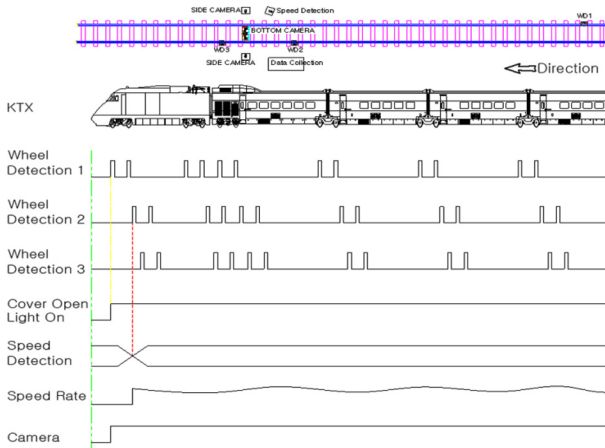 SIDE CAMERA
Speed Detection
WD1
BOTTOM CAMERA
WD3
WD2
SIDE CAMERA
Data Collection
Direction
KTX
Wheel
Detection 1
Wheel
Detection 2
Wheel
Detection 3
Cover Open
Light On
Speed
Detection
Speed Rate
Camera